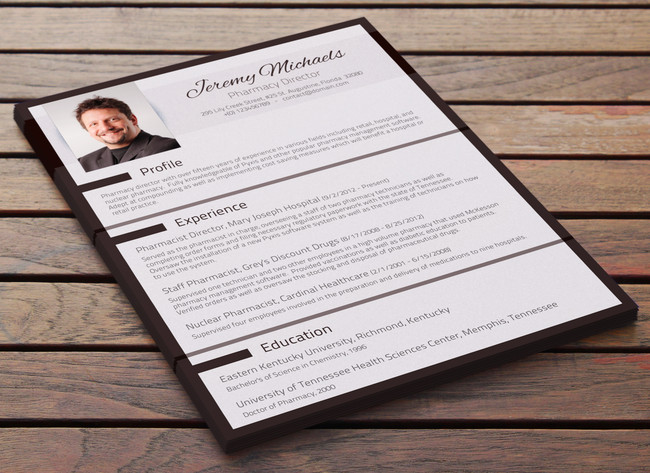 Jeremy Michaels
Pharmacy Director
295 Lily Creek Street, #25 St. Augustine, Florida 32080
+63 123456789 • contact@domain.com
Profile
Pharmacy director with over fifteen years of experience in various fields including retail, hospital, and
nuclear pharmacy. Fully knowledgable of Pyxis and other popular pharmacy management software.
Adept at compounding as well as implementing cost saving measures which will benefit a hospital or
retail practice.
Experience
Pharmacist Director, Mary Joseph Hospital (9/2/2012 - Present)
Served as the pharmacist in charge, overseeing a staff of two pharmacy technicians as well as
completing order forms and filing necessary regulatory paperwork with the state of Tennessee.
Oversaw the installation of a new Pyxis software system as well as the training of technicians on how
to use the system.
Staff Pharmacist, Grey's Discount Drugs (8/17/2008 - 8/25/2012)
Supervised one technician and two other employees in a high volume pharmacy that used McKesson
pharmacy management software. Provided vaccinations as well as diabetic education to patients.
Verified orders as well as oversaw the stocking and disposal of pharmaceutical drugs.
Nuclear Pharmacist, Cardinal Healthcare (2/1/2001 - 6/19/2008)
Supervised four employees involved in the preparation and delivery of medications to nine hospitals.
Education
Eastern Kentucky University, Richmond, Kentucky
Bachelor's of Science in Chemistry, 1996
University of Tennessee Health Sciences Center, Memphis, Tennessee
Doctor of Pharmacy, 2000